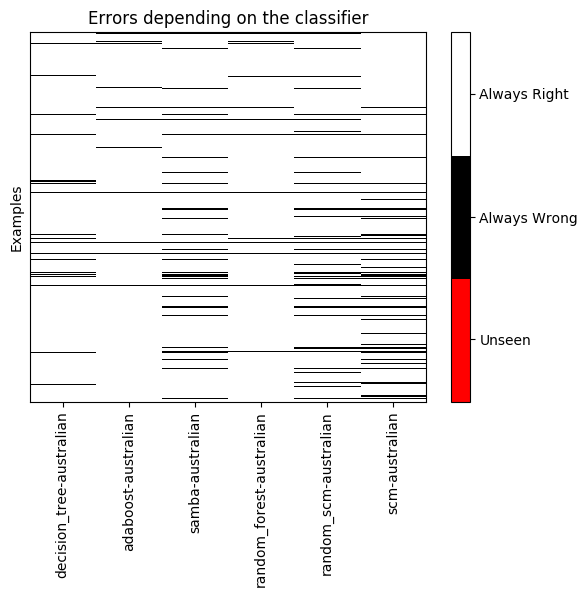 Errors depending on the classifier
Examples
Always Right
Always Wrong
Unseen
decision_tree-australian
adaboost-australian
samba-australian
random_forest-australian
random_scm-australian
scm-australian